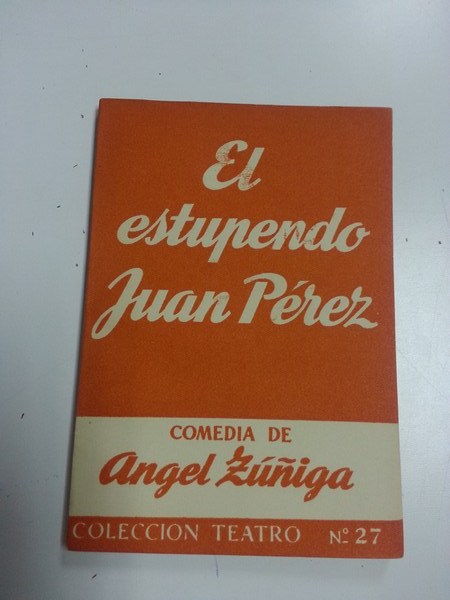 El
estupendo
Juan Pérez
COMEDIA DE
Angel Zúñiga
COLECCION TEATRO Nº 27